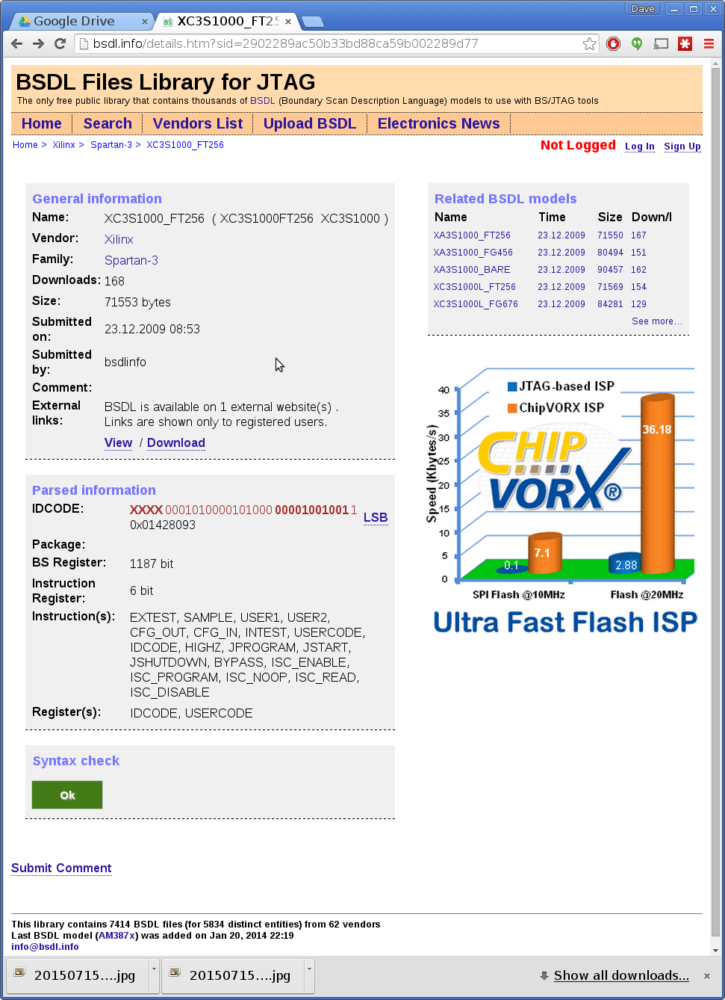 Dave
Google Drive
XC3S1000_FT25
bsdl.info/details.htm?sid=2902289ac50b33bd88ca59b002289d77
BSDL Files Library for JTAG
The only free public library that contains thousands of BSDL (Boundary Scan Description Language) models to use with BS/JTAG tools
Home Search Vendors List Upload BSDL Electronics News
Home > Xilinx > Spartan-3 > XC3S1000_FT256
Not Logged Log In Sign Up
General information
Name: XC3S1000_FT256 ( XC3S1000FT256 XC3S1000 )
Vendor: Xilinx
Family: Spartan-3
Downloads: 168
Size: 71553 bytes
Submitted on: 23.12.2009 08:53
Submitted by: bsdlinfo
Comment:
External links: BSDL is available on 1 external website(s) .
Links are shown only to registered users.
View / Download
Parsed information
IDCODE: XXXX 0001010000101000 00001001001 1
0x01428093
LSB
Package:
BS Register: 1187 bit
Instruction Register: 6 bit
Instruction(s): EXTEST, SAMPLE, USER1, USER2,
CFG_OUT, CFG_IN, INTEST, USERCODE,
IDCODE, HIGHZ, JPROGRAM, JSTART,
JSHUTDOWN, BYPASS, ISC_ENABLE,
ISC_PROGRAM, ISC_NOOP, ISC_READ,
ISC_DISABLE
Register(s): IDCODE, USERCODE
Syntax check
Ok
Related BSDL models
Name Time Size Down/l
XA3S1000_FT256 23.12.2009 71550 167
XA3S1000_FG456 23.12.2009 80494 151
XA3S1000_BARE 23.12.2009 90457 162
XC3S1000L_FT256 23.12.2009 71569 154
XC3S1000L_FG676 23.12.2009 84281 129
See more...
JTAG-based ISP
ChipVORX ISP
Speed (Kbytes/s)
40
35
30
25
20
15
10
5
0
CHIP
VORX®
36.18
7.1
0.1
2.88
SPI Flash @10MHz Flash @20MHz
Ultra Fast Flash ISP
Submit Comment
This library contains 7414 BSDL files (for 5834 distinct entities) from 62 vendors
Last BSDL model (AM387x) was added on Jan 20, 2014 22:19
info@bsdl.info
20150715....jpg
20150715....jpg
Show all downloads...